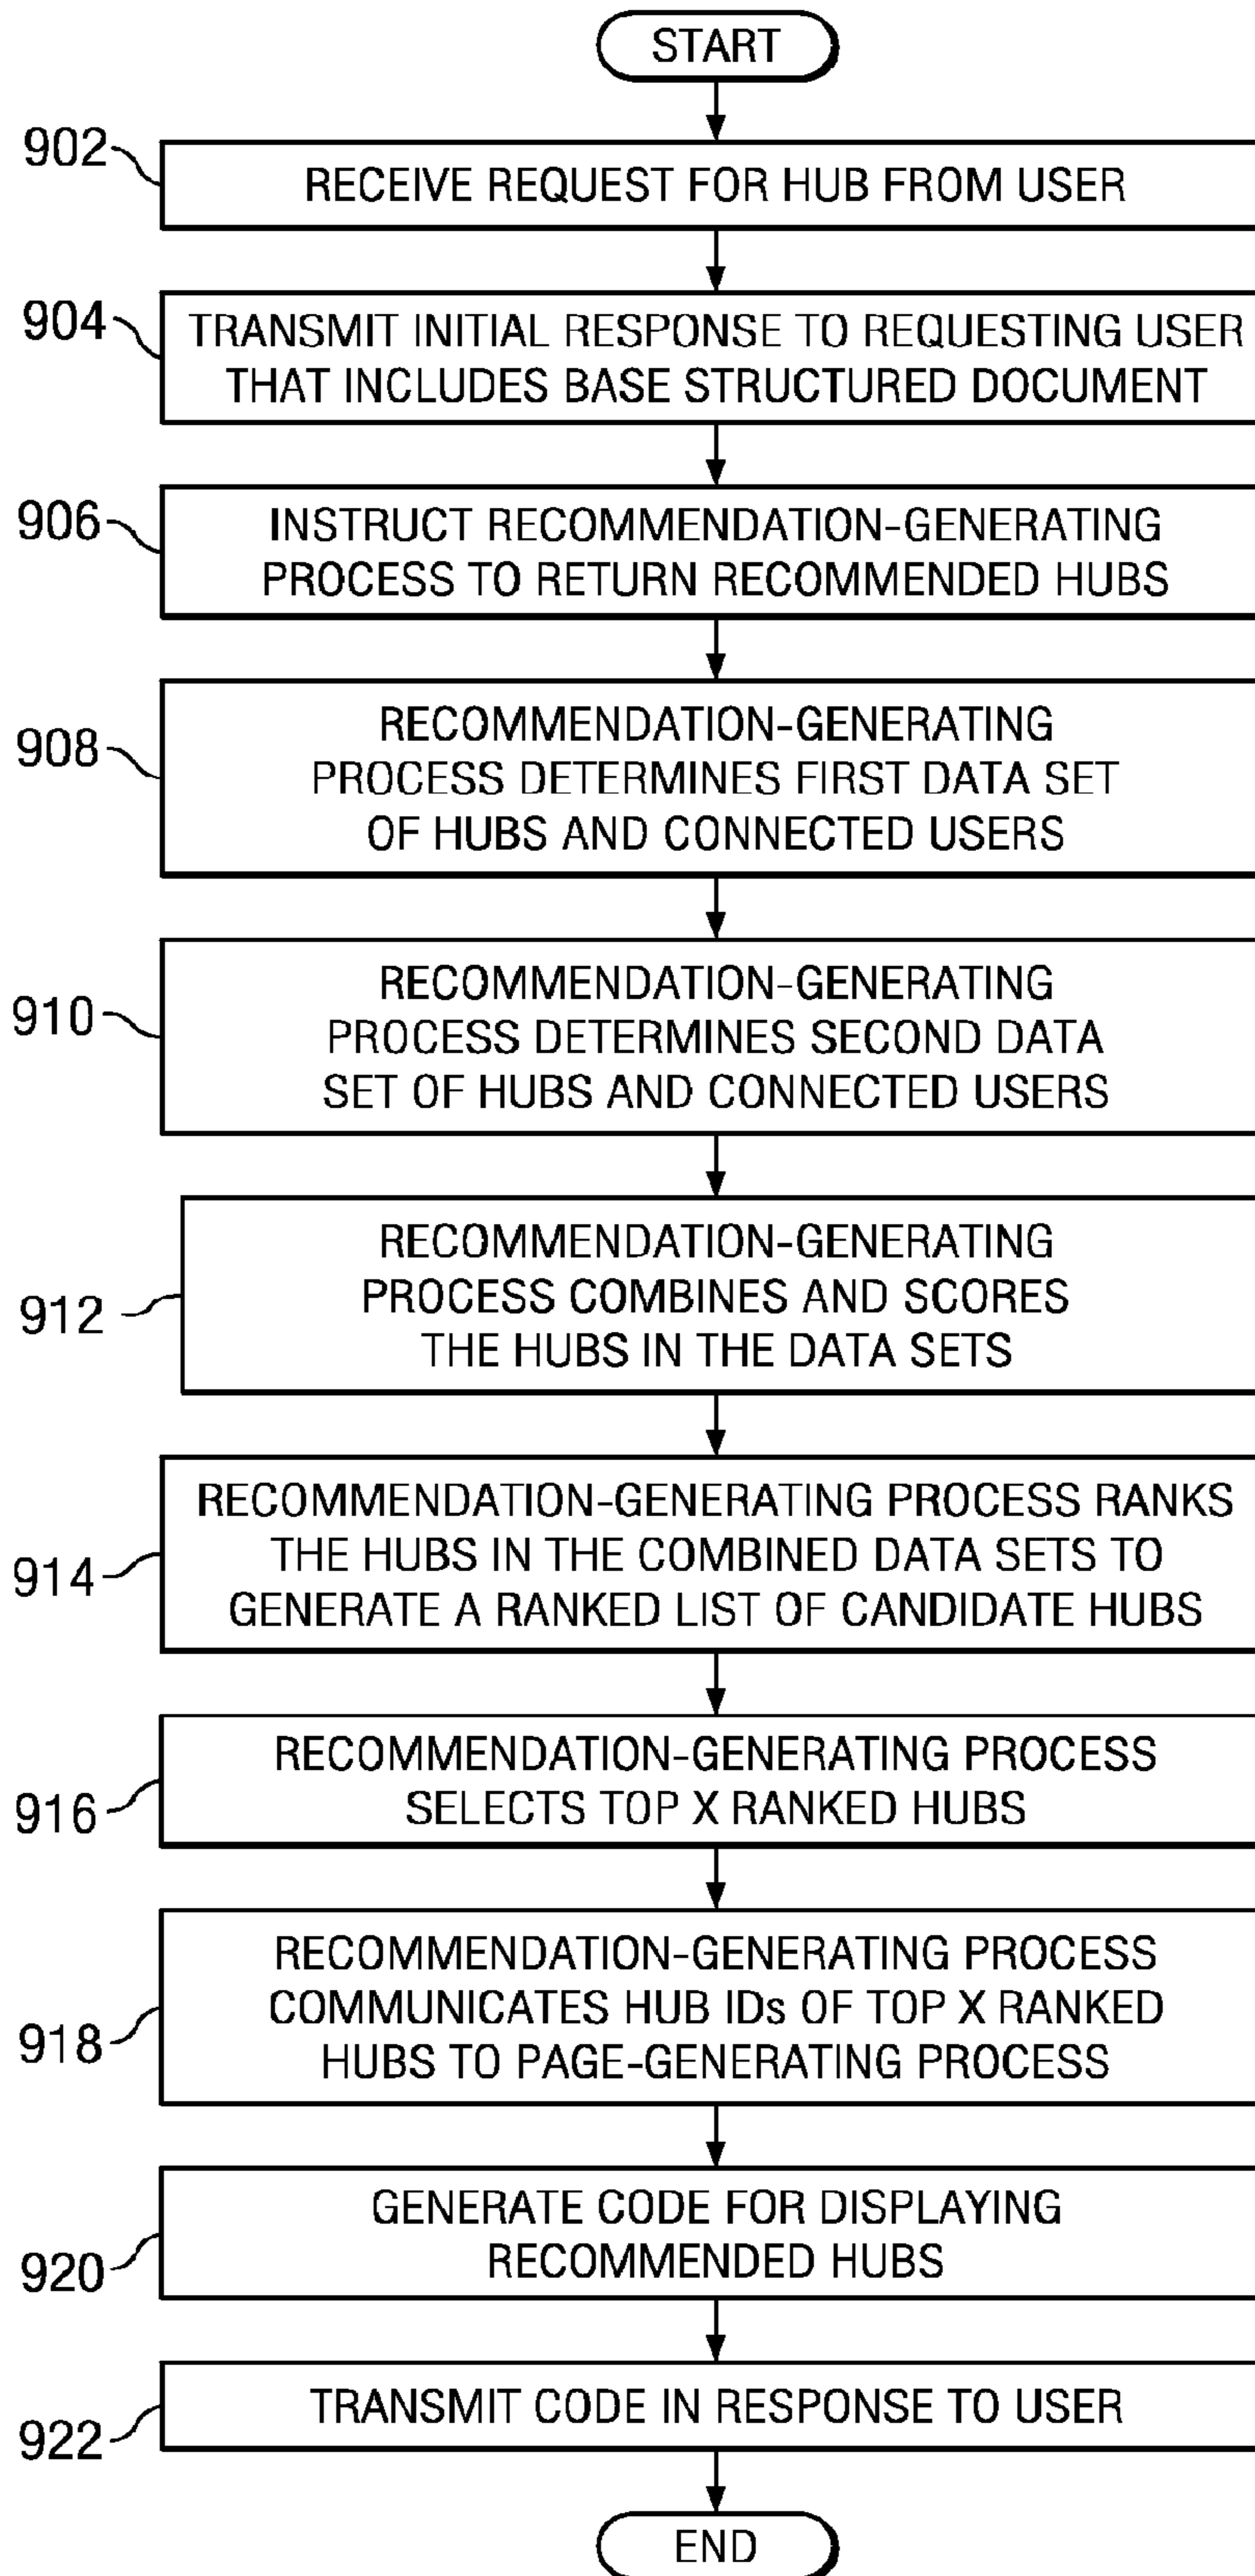 START
902
RECEIVE REQUEST FOR HUB FROM USER
904
TRANSMIT INITIAL RESPONSE TO REQUESTING USER
THAT INCLUDES BASE STRUCTURED DOCUMENT
906
INSTRUCT RECOMMENDATION-GENERATING
PROCESS TO RETURN RECOMMENDED HUBS
908
RECOMMENDATION-GENERATING
PROCESS DETERMINES FIRST DATA SET
OF HUBS AND CONNECTED USERS
910
RECOMMENDATION-GENERATING
PROCESS DETERMINES SECOND DATA
SET OF HUBS AND CONNECTED USERS
912
RECOMMENDATION-GENERATING
PROCESS COMBINES AND SCORES
THE HUBS IN THE DATA SETS
914
RECOMMENDATION-GENERATING PROCESS RANKS
THE HUBS IN THE COMBINED DATA SETS TO
GENERATE A RANKED LIST OF CANDIDATE HUBS
916
RECOMMENDATION-GENERATING PROCESS
SELECTS TOP X RANKED HUBS
918
RECOMMENDATION-GENERATING PROCESS
COMMUNICATES HUB IDs OF TOP X RANKED
HUBS TO PAGE-GENERATING PROCESS
920
GENERATE CODE FOR DISPLAYING
RECOMMENDED HUBS
922
TRANSMIT CODE IN RESPONSE TO USER
END